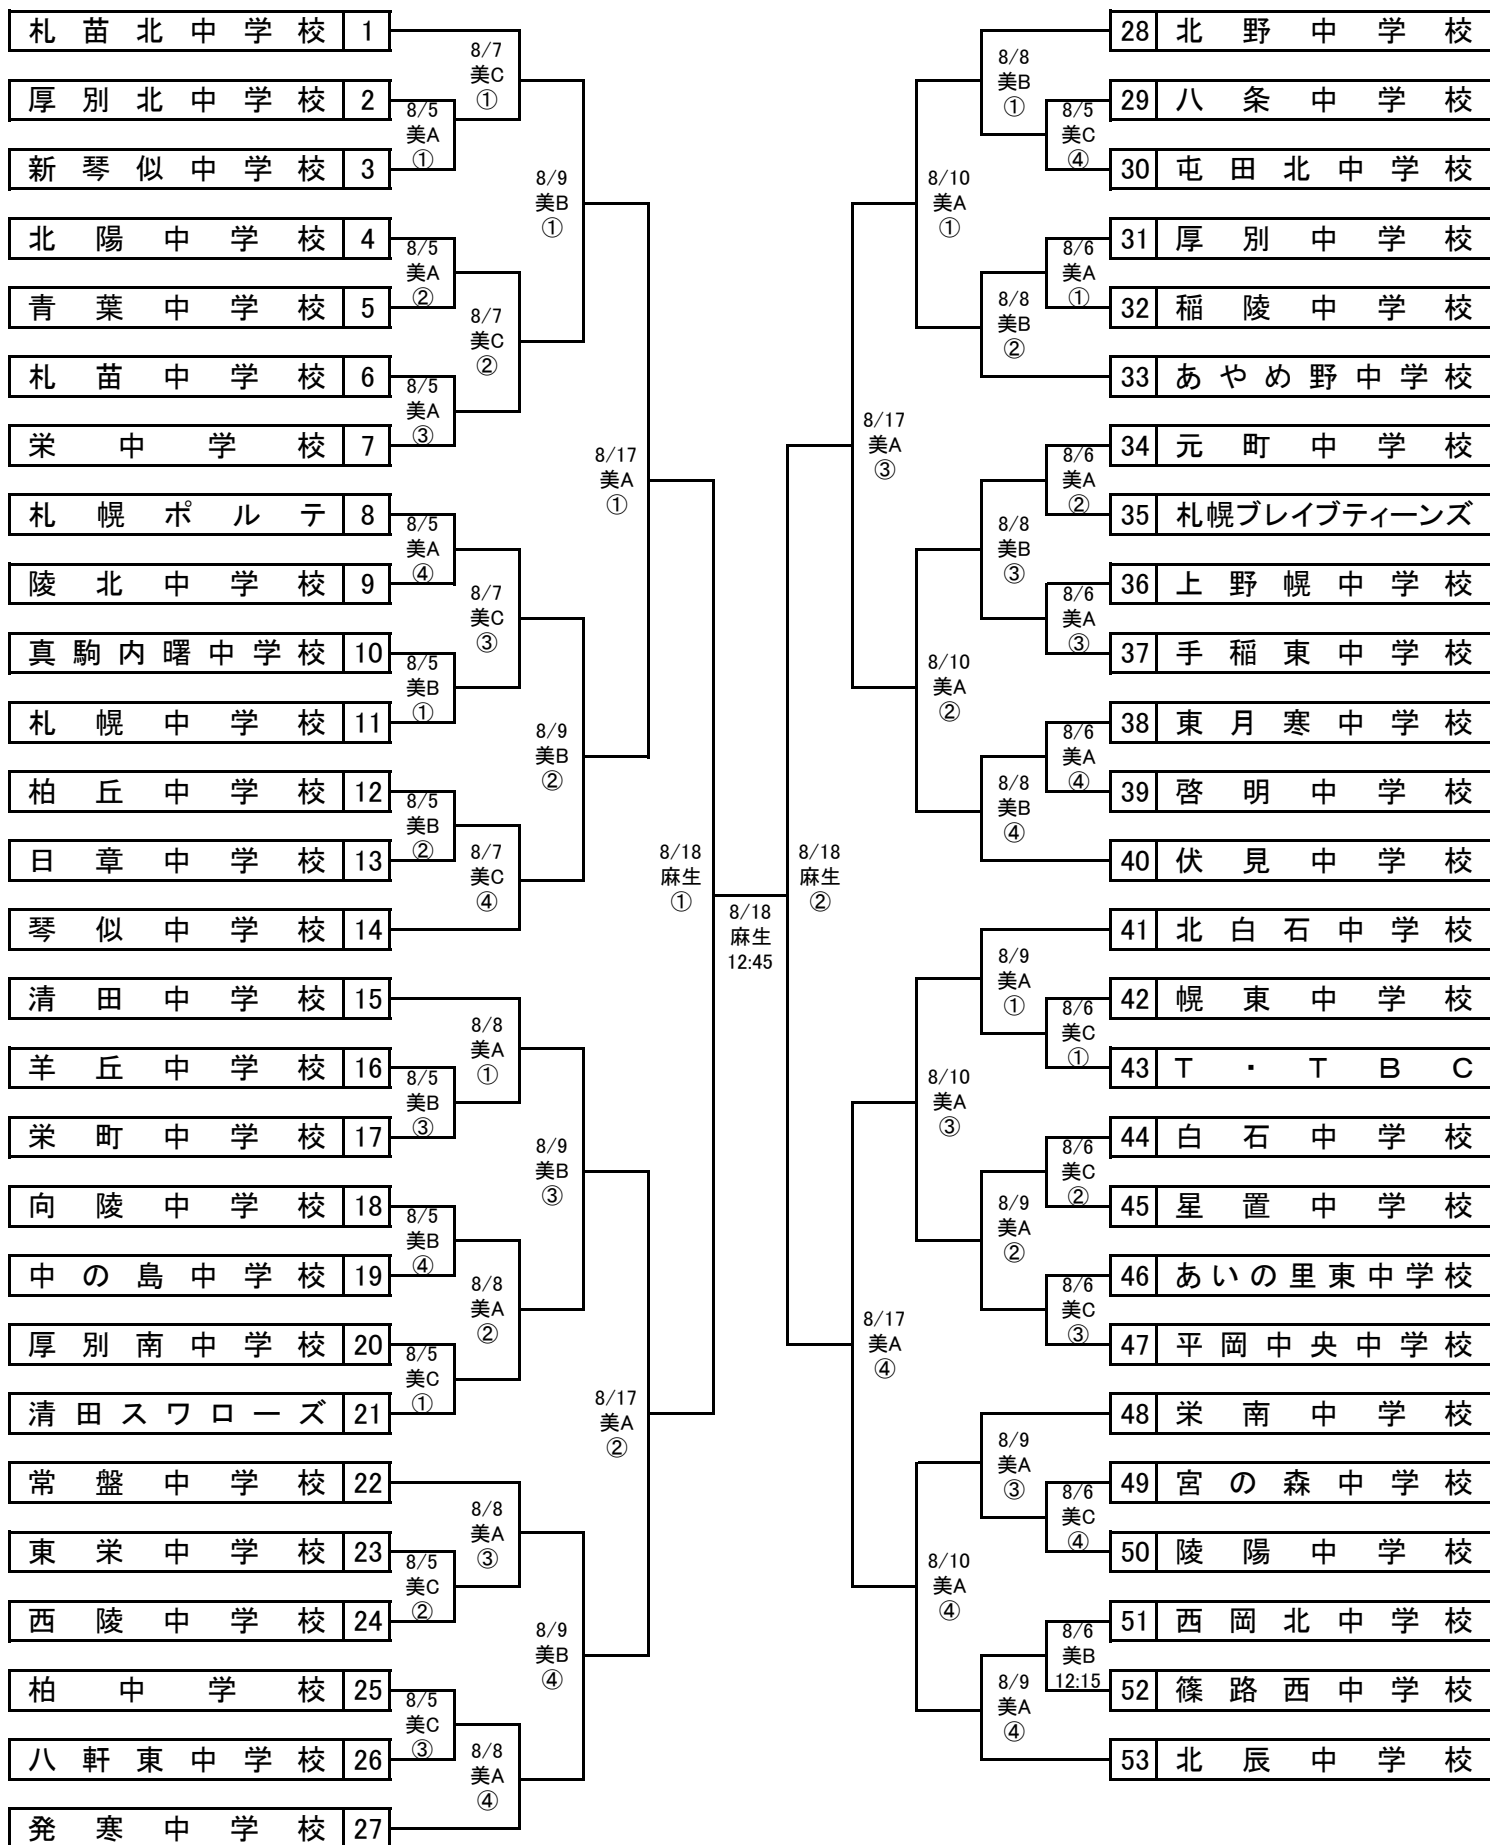 札苗北中学校 1
厚別北中学校 2
新琴似中学校 3
北陽中学校 4
青葉中学校 5
札苗中学校 6
栄中学校 7
札幌ポルテ 8
陵北中学校 9
真駒内曙中学校 10
札幌中学校 11
柏丘中学校 12
日章中学校 13
琴似中学校 14
清田中学校 15
羊丘中学校 16
栄町中学校 17
向陵中学校 18
中の島中学校 19
厚別南中学校 20
清田スワローズ 21
常盤中学校 22
東栄中学校 23
西陵中学校 24
柏中学校 25
八軒東中学校 26
発寒中学校 27
8/5
美A
①
8/5
美A
②
8/5
美A
③
8/5
美A
④
8/5
美B
①
8/5
美B
②
8/5
美B
③
8/5
美B
④
8/5
美C
①
8/5
美C
②
8/5
美C
③
8/7
美C
①
8/7
美C
②
8/7
美C
③
8/7
美C
④
8/8
美A
①
8/8
美A
②
8/8
美A
③
8/8
美A
④
8/9
美B
①
8/9
美B
②
8/9
美B
③
8/9
美B
④
8/17
美A
①
8/17
美A
②
8/18
麻生
①
8/18
麻生
12:45
8/18
麻生
②
8/17
美A
③
8/17
美A
④
8/10
美A
①
8/10
美A
②
8/10
美A
③
8/10
美A
④
8/8
美B
①
8/8
美B
②
8/8
美B
③
8/8
美B
④
8/9
美A
①
8/9
美A
②
8/9
美A
③
8/9
美A
④
8/5
美C
④
8/6
美A
①
8/6
美A
②
8/6
美A
③
8/6
美A
④
8/6
美C
①
8/6
美C
②
8/6
美C
③
8/6
美C
④
8/6
美B
12:15
28 北野中学校
29 八条中学校
30 屯田北中学校
31 厚別中学校
32 稲陵中学校
33 あやめ野中学校
34 元町中学校
35 札幌ブレイブティーンズ
36 上野幌中学校
37 手稲東中学校
38 東月寒中学校
39 啓明中学校
40 伏見中学校
41 北白石中学校
42 幌東中学校
43 T・TBC
44 白石中学校
45 星置中学校
46 あいの里東中学校
47 平岡中央中学校
48 栄南中学校
49 宮の森中学校
50 陵陽中学校
51 西岡北中学校
52 篠路西中学校
53 北辰中学校